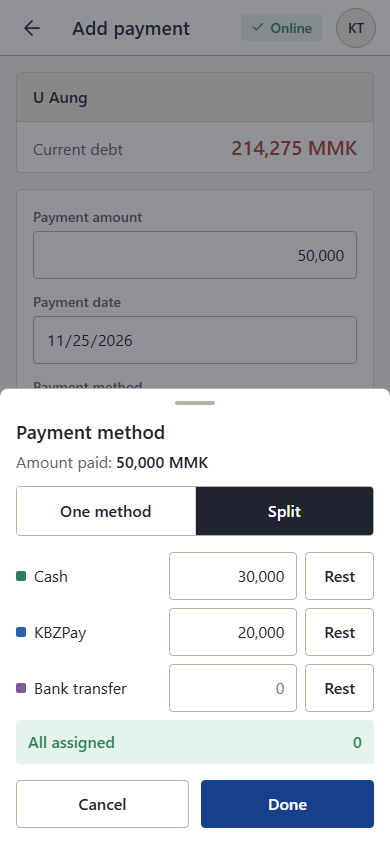 Add payment
Online
KT
U Aung
Current debt
214,275 MMK
Payment amount
50,000
Payment date
11/25/2026
Payment method
Payment method
Amount paid: 50,000 MMK
One method
Split
Cash
30,000
Rest
KBZPay
20,000
Rest
Bank transfer
0
Rest
All assigned
0
Cancel
Done